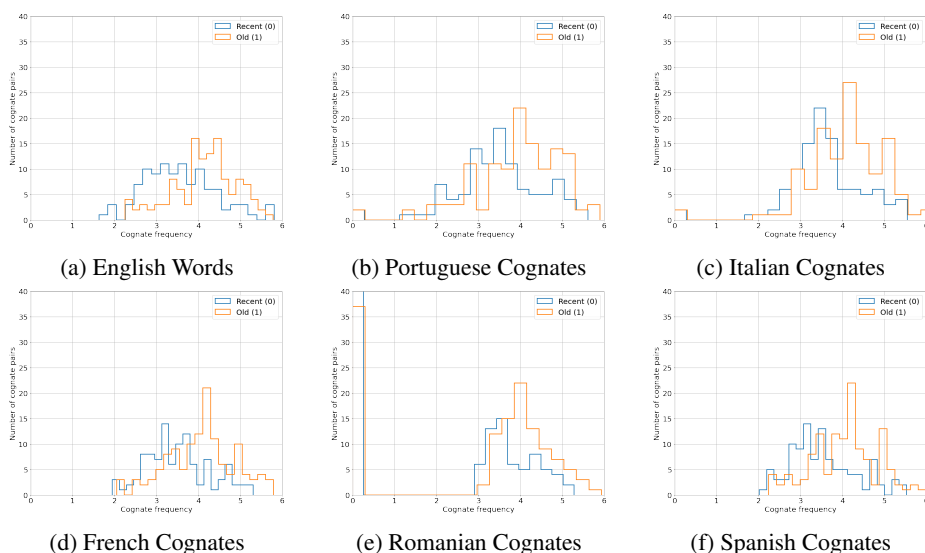 40
35
30
25
20
15
10
5
0
Number of cognate pairs
Recent (0)
Old (1)
0 1 2 3 4 5 6
Cognate frequency
(a) English Words
40
35
30
25
20
15
10
5
0
Number of cognate pairs
Recent (0)
Old (1)
0 1 2 3 4 5 6
Cognate frequency
(b) Portuguese Cognates
40
35
30
25
20
15
10
5
0
Number of cognate pairs
Recent (0)
Old (1)
0 1 2 3 4 5 6
Cognate frequency
(c) Italian Cognates
40
35
30
25
20
15
10
5
0
Number of cognate pairs
Recent (0)
Old (1)
0 1 2 3 4 5 6
Cognate frequency
(d) French Cognates
40
35
30
25
20
15
10
5
0
Number of cognate pairs
Recent (0)
Old (1)
0 1 2 3 4 5 6
Cognate frequency
(e) Romanian Cognates
40
35
30
25
20
15
10
5
0
Number of cognate pairs
Recent (0)
Old (1)
0 1 2 3 4 5 6
Cognate frequency
(f) Spanish Cognates